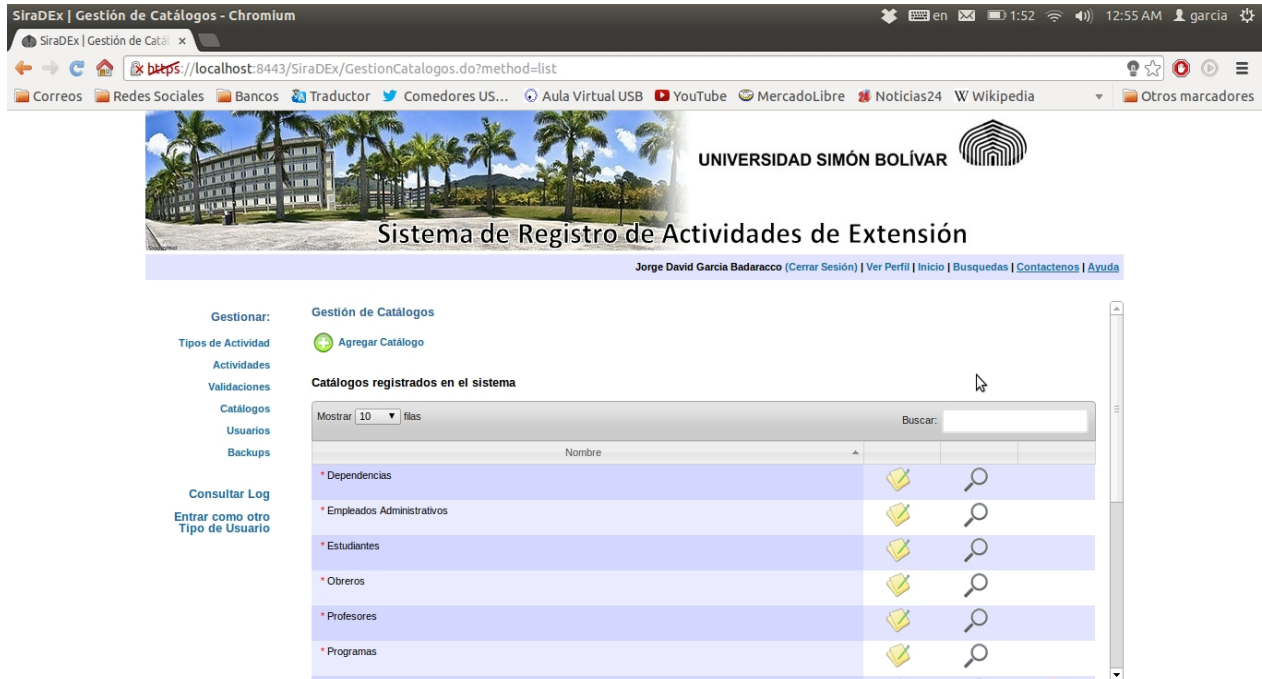 SiraDEx | Gestión de Catálogos - Chromium
en 1:52 12:55 AM garcia
SiraDEx | Gestión de Catál
https://localhost:8443/SiraDEx/GestionCatalogos.do?method=list
Correos Redes Sociales Bancos Traductor Comedores US... Aula Virtual USB YouTube MercadoLibre Noticias24 W Wikipedia Otros marcadores
UNIVERSIDAD SIMÓN BOLÍVAR
Sistema de Registro de Actividades de Extensión
Jorge David Garcia Badaracco (Cerrar Sesión) | Ver Perfil | Inicio | Busquedas | Contactenos | Ayuda
Gestionar:
Tipos de Actividad
Actividades
Validaciones
Catálogos
Usuarios
Backups
Consultar Log
Entrar como otro
Tipo de Usuario
Gestión de Catálogos
Agregar Catálogo
Catálogos registrados en el sistema
Mostrar 10 filas Buscar:
Nombre
* Dependencias
* Empleados Administrativos
* Estudiantes
* Obreros
* Profesores
* Programas